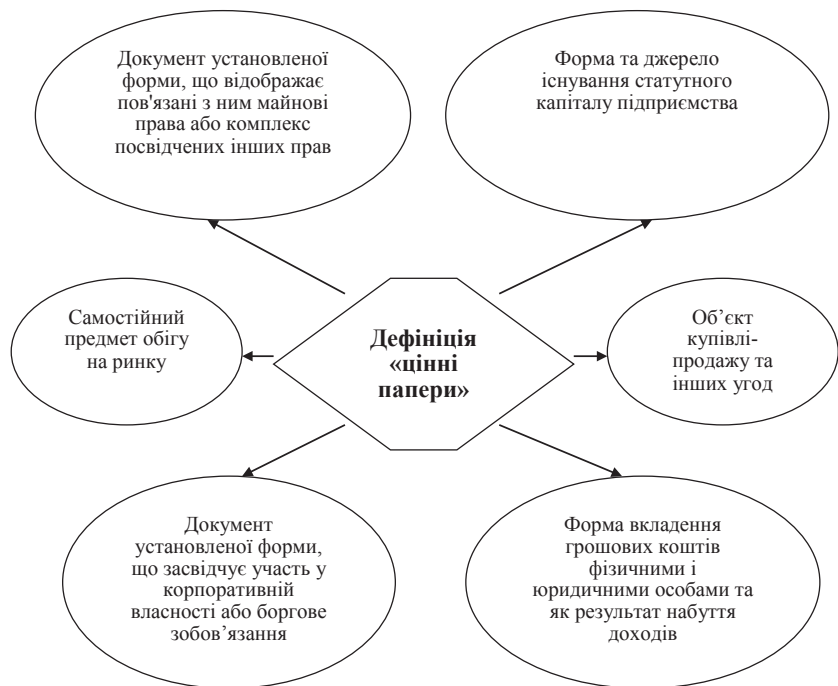 Документ установленої
форми, що відображає
пов'язані з ним майнові
права або комплекс
посвідчених інших прав
Форма та джерело
існування статутного
капіталу підприємства
Самостійний
предмет обігу
на ринку
Дефініція
«цінні
папери»
Об’єкт
купівлі-
продажу та
інших угод
Документ
установленої форми,
що засвідчує участь у
корпоративній
власності або боргове
зобов’язання
Форма вкладення
грошових коштів
фізичними і
юридичними особами та
як результат набуття
доходів